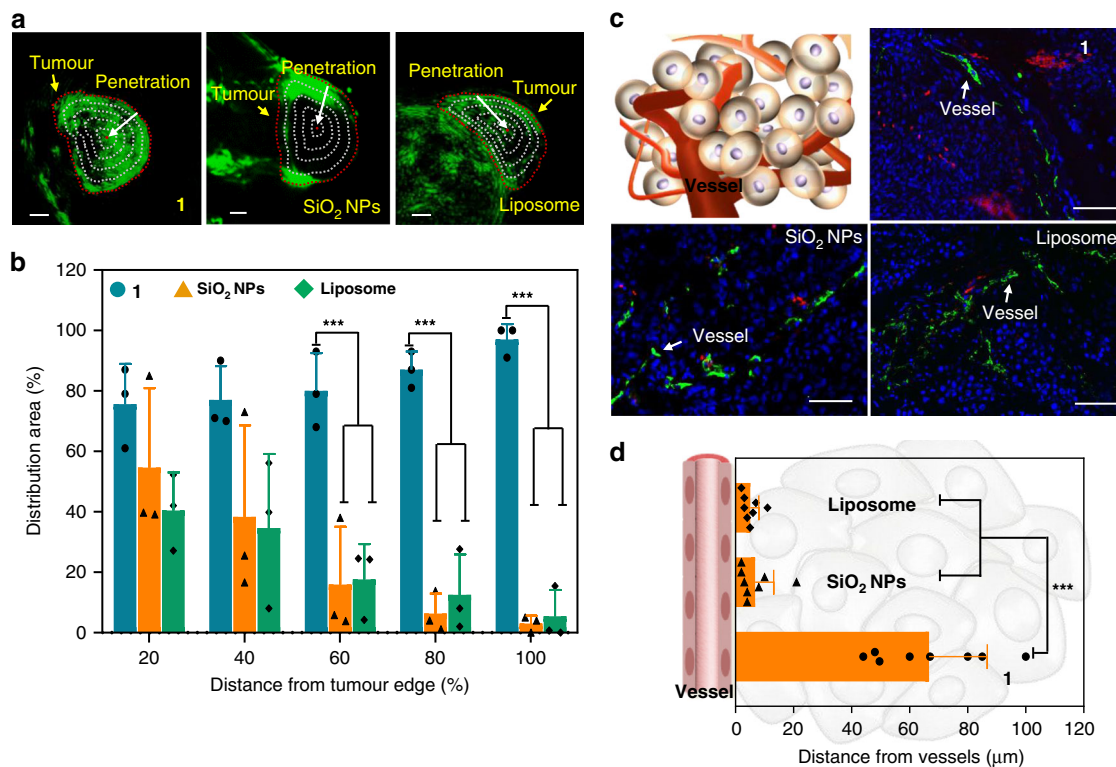 a
Tumour
Penetration
1
Penetration
Tumour
SiO₂ NPs
Penetration
Tumour
Liposome
b
120
100
80
60
40
20
0
Distribution area (%)
1
SiO₂ NPs
Liposome
***
***
***
20
40
60
80
100
Distance from tumour edge (%)
c
Vessel
1
Vessel
SiO₂ NPs
Vessel
Liposome
Vessel
d
Liposome
SiO₂ NPs
***
1
Vessel
0
20
40
60
80
100
120
Distance from vessels (μm)